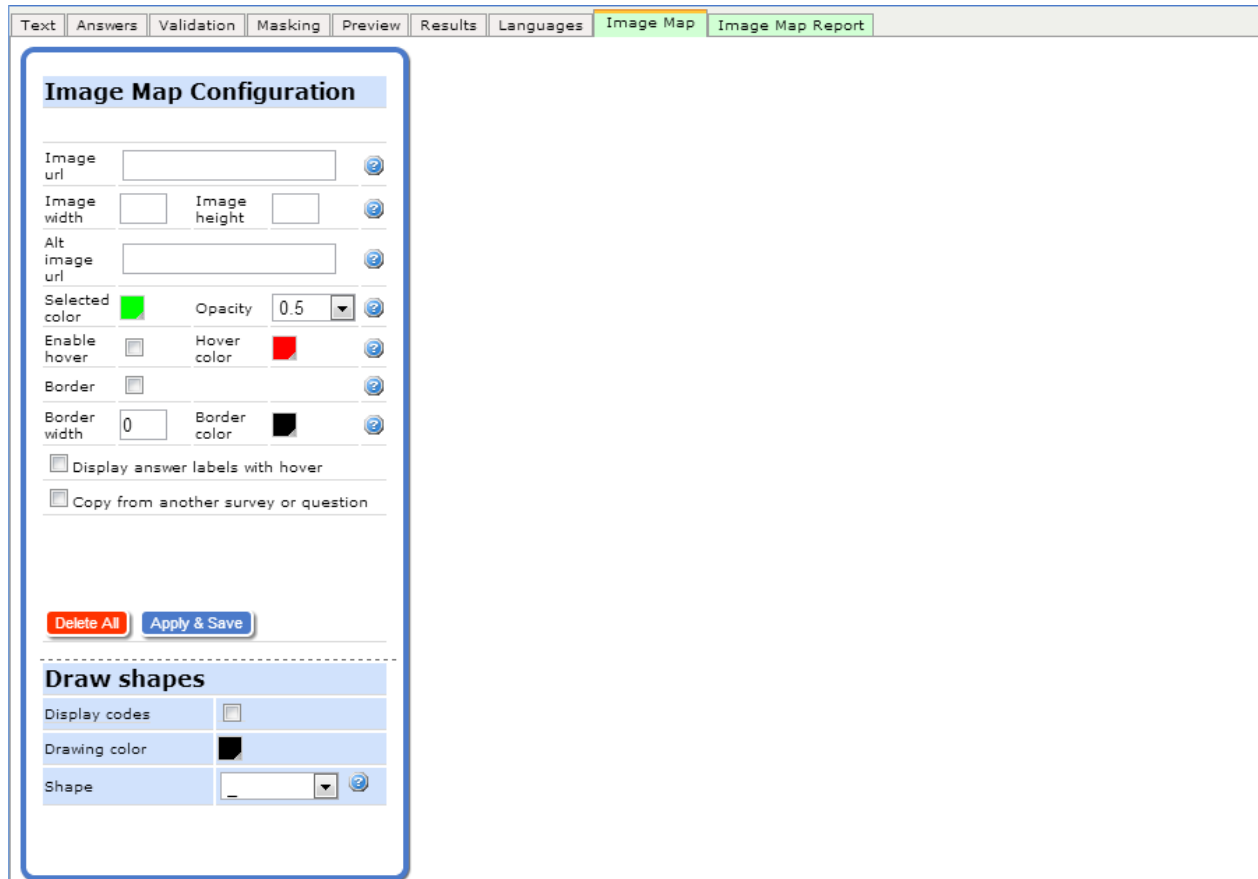 Text Answers Validation Masking Preview Results Languages Image Map Image Map Report
Image Map Configuration
Image
url
?
Image
width
Image
height
?
Alt
image
url
?
Selected
color
Opacity
0.5
?
Enable
hover
Hover
color
?
Border
?
Border
width
0
Border
color
?
Display answer labels with hover
Copy from another survey or question
Delete All Apply & Save
Draw shapes
Display codes
Drawing color
Shape
_
?